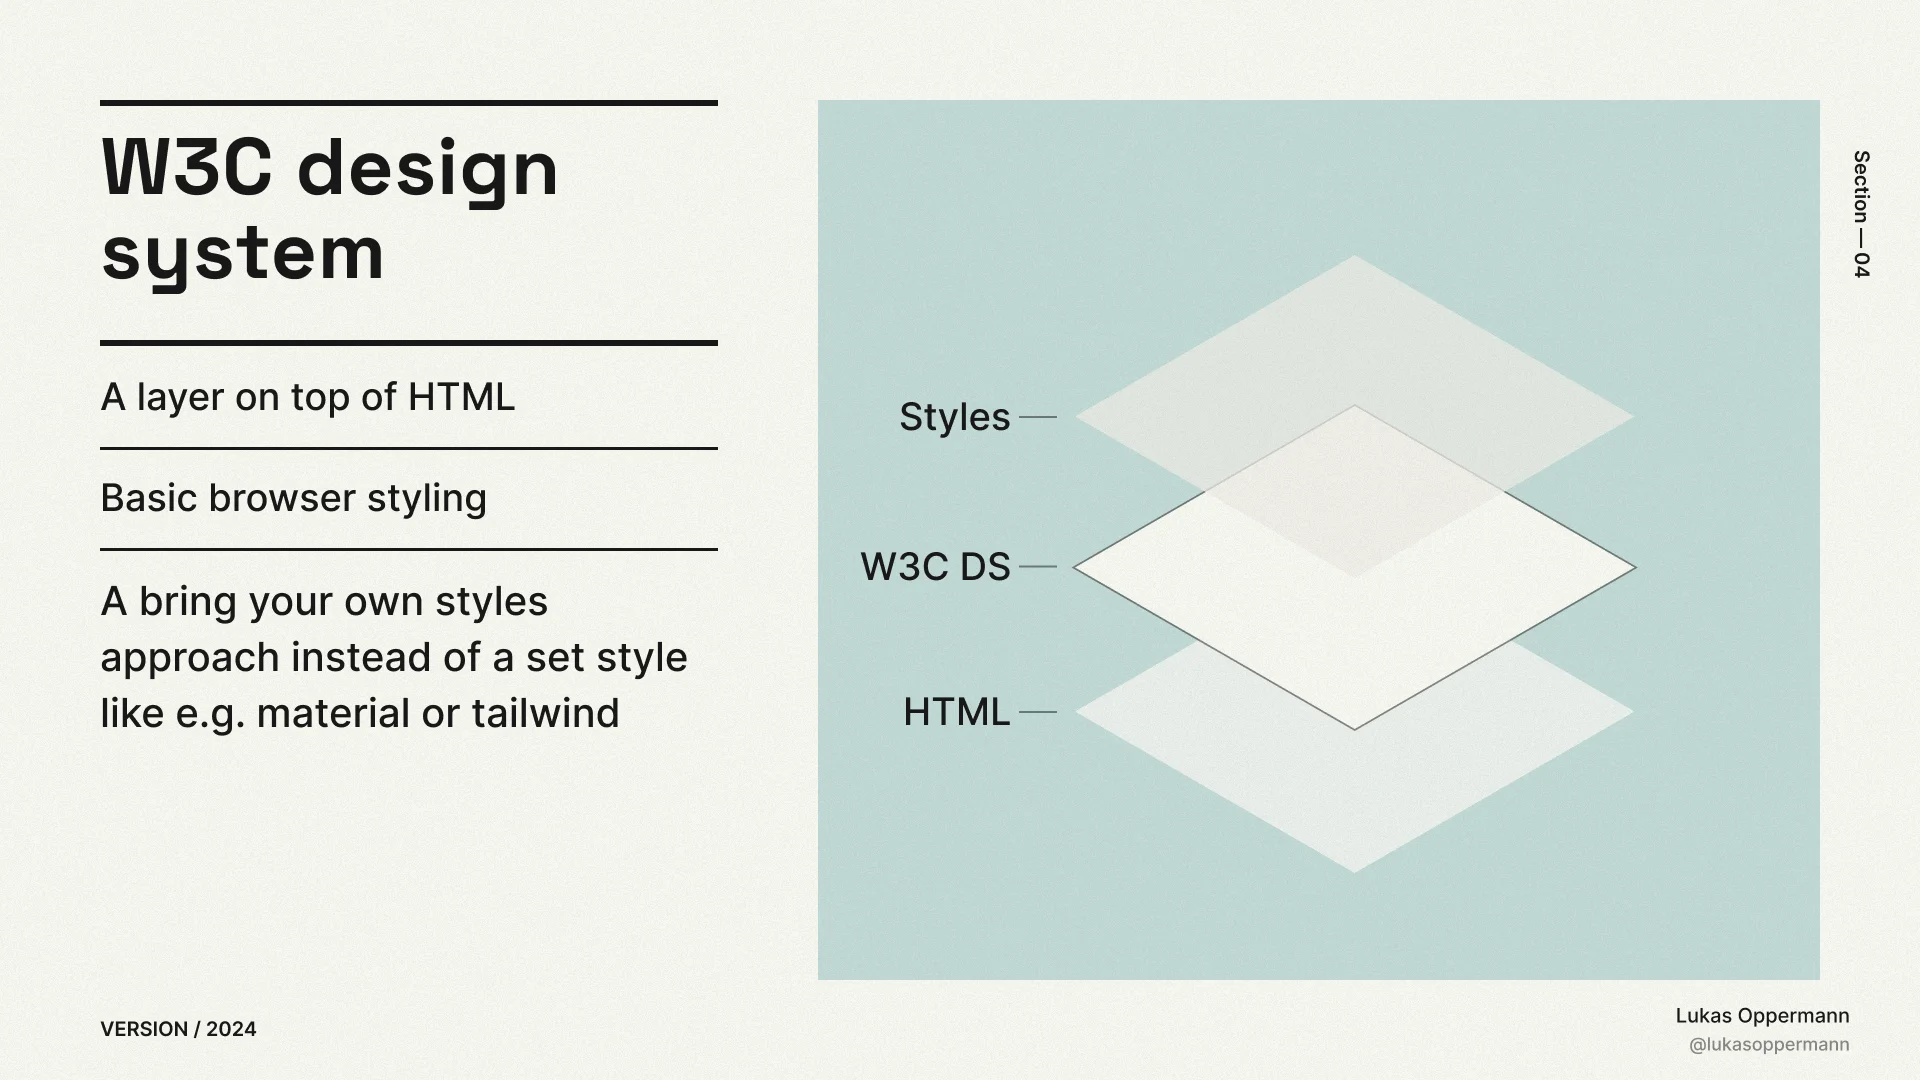 W3C design
system
A layer on top of HTML
Basic browser styling
A bring your own styles
approach instead of a set style
like e.g. material or tailwind
Styles
W3C DS
HTML
Section — 04
VERSION / 2024
Lukas Oppermann
@lukasoppermann